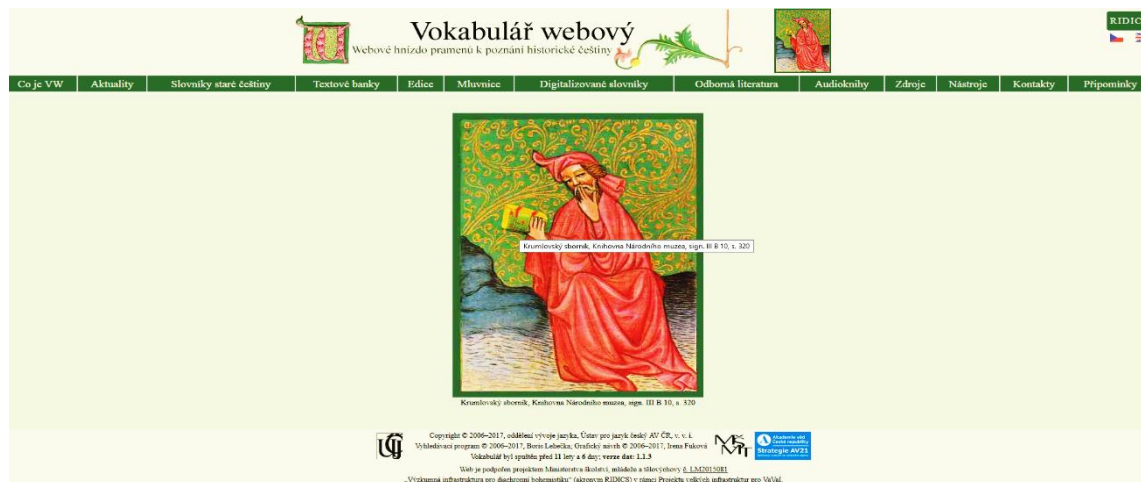 Vokabulář webový
Webové hnízdo pramenů k poznání historické češtiny
RIDIC
Co je VW Aktuality Slovníky staré češtiny Textové banky Edice Mluvnice Digitalizované slovníky Odborná literatura Audioknihy Zdroje Nástroje Kontakty Připomínky
Krumlovský sborník, Knihovna Národního muzea, sign. III B 10, s. 320
Krumlovský sborník, Knihovna Národního muzea, sign. III B 10, s. 320
Copyright © 2006–2017, oddělení vývoje jazyka, Ústav pro jazyk český AV ČR, v. v. i.
Vyhledávací program © 2006–2017, Boris Lehečka; Grafický návrh © 2006–2017, Irena Fuková
Vokabulář byl spuštěn před 11 lety a 6 dny; verze dat: 1.1.3
Akademie věd
České republiky
Strategie AV21
Web je podpořen projektem Ministerstva školství, mládeže a tělovýchovy č. LM2015081
„Výzkumná infrastruktura pro diachronní bohemistiku“ (akronym RIDICS) v rámci Projektu velkých infrastruktur pro VaVaI.